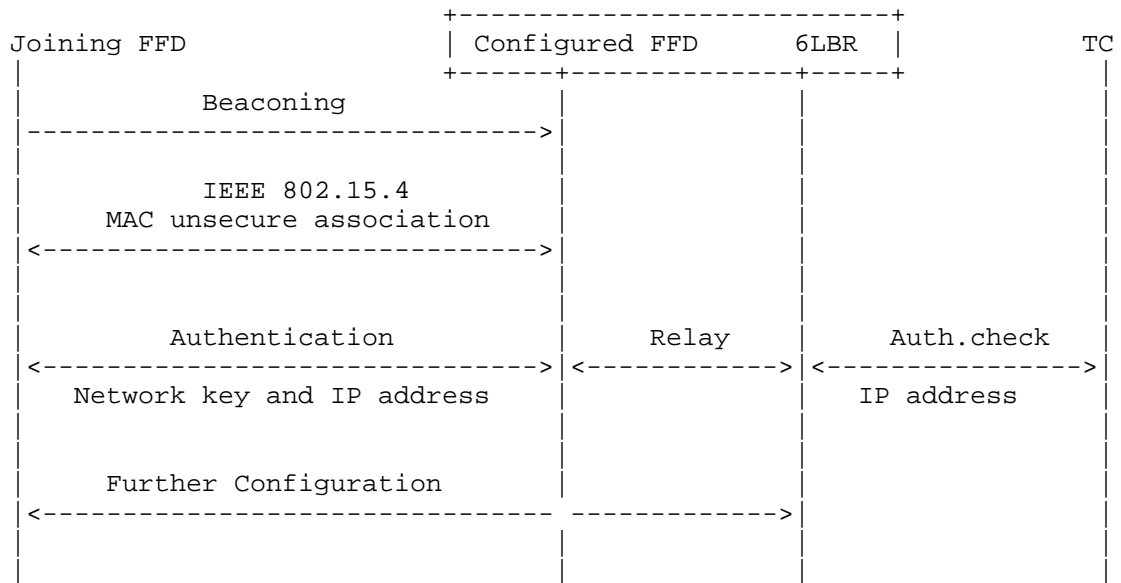 Joining FFD Configured FFD 6LBR TC
Beaconing
IEEE 802.15.4
MAC unsecure association
Authentication Relay Auth.check
Network key and IP address IP address
Further Configuration